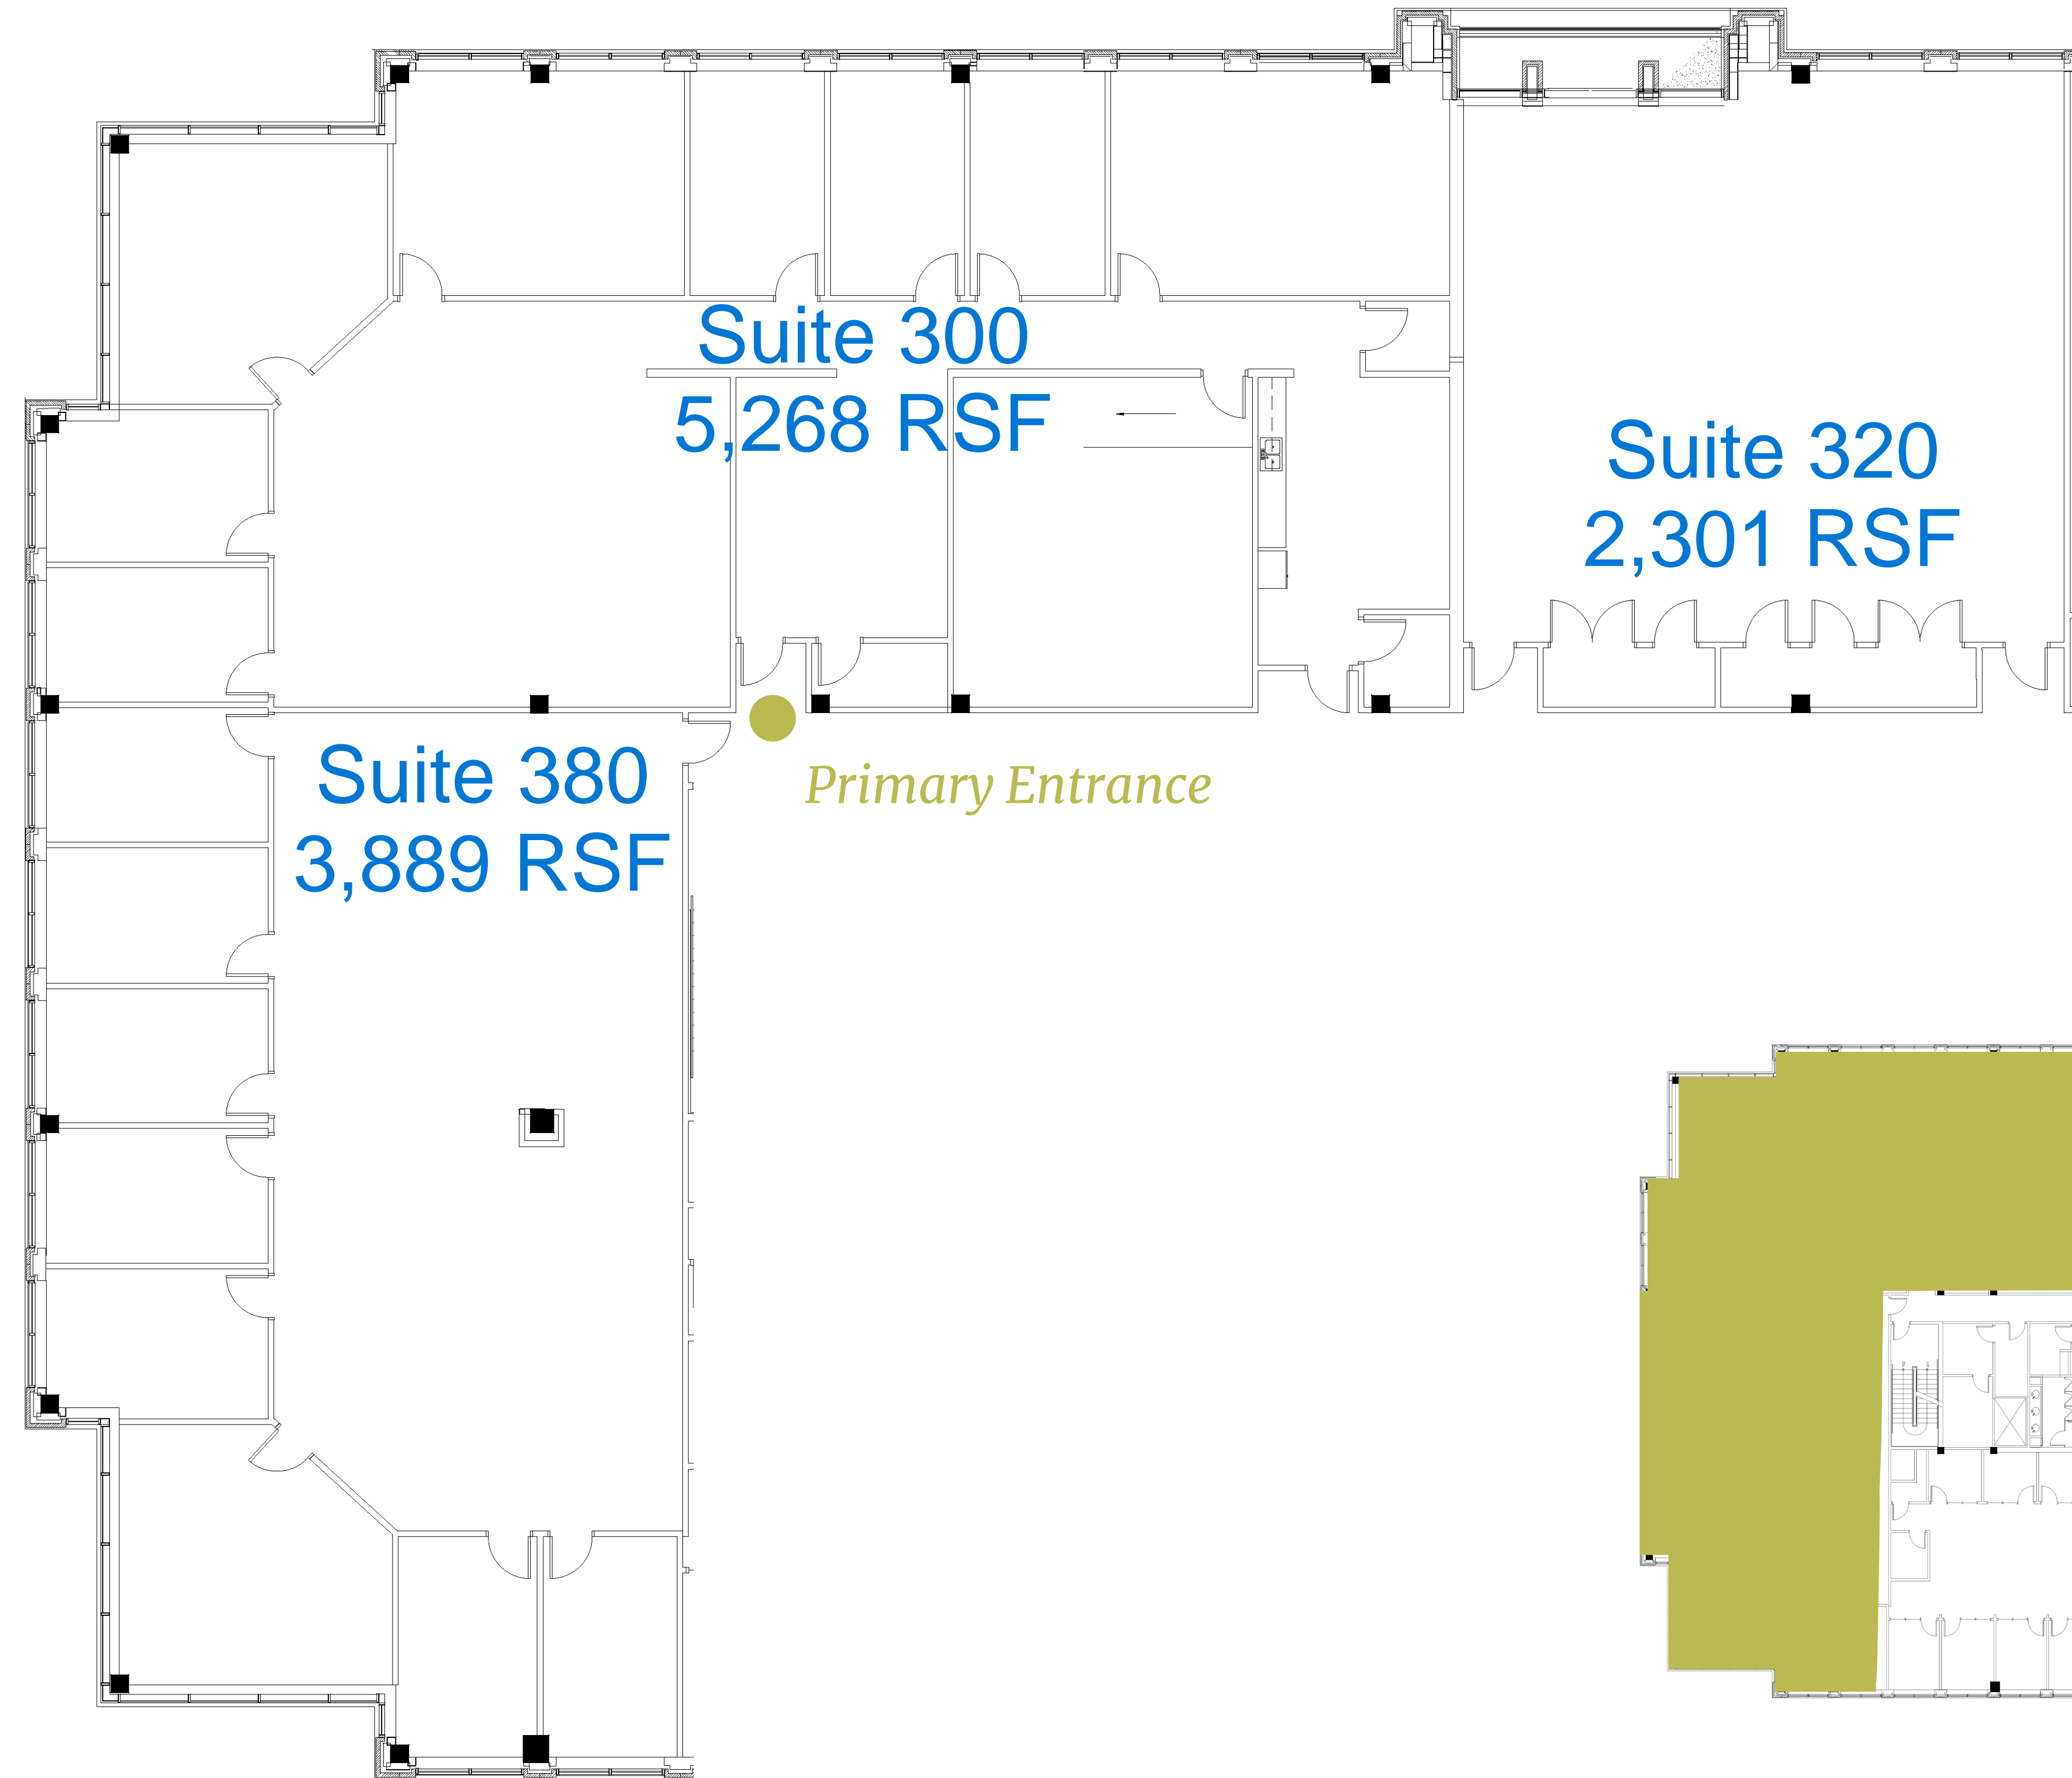 Suite 300
5,268 RSF
Suite 320
2,301 RSF
Suite 380
3,889 RSF
Primary Entrance